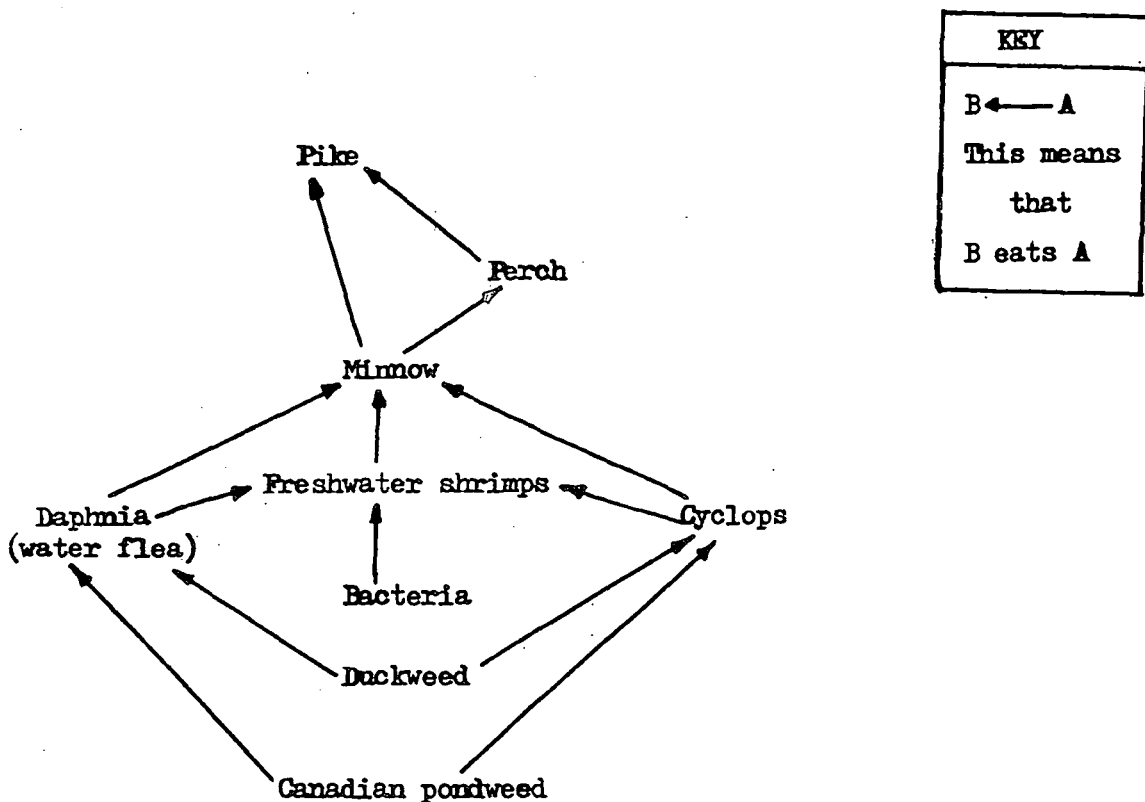 KEY
B ← A
This means
that
B eats A
Pike
Perch
Minnow
Freshwater shrimps
Daphnia
(water flea)
Cyclops
Bacteria
Duckweed
Canadian pondweed